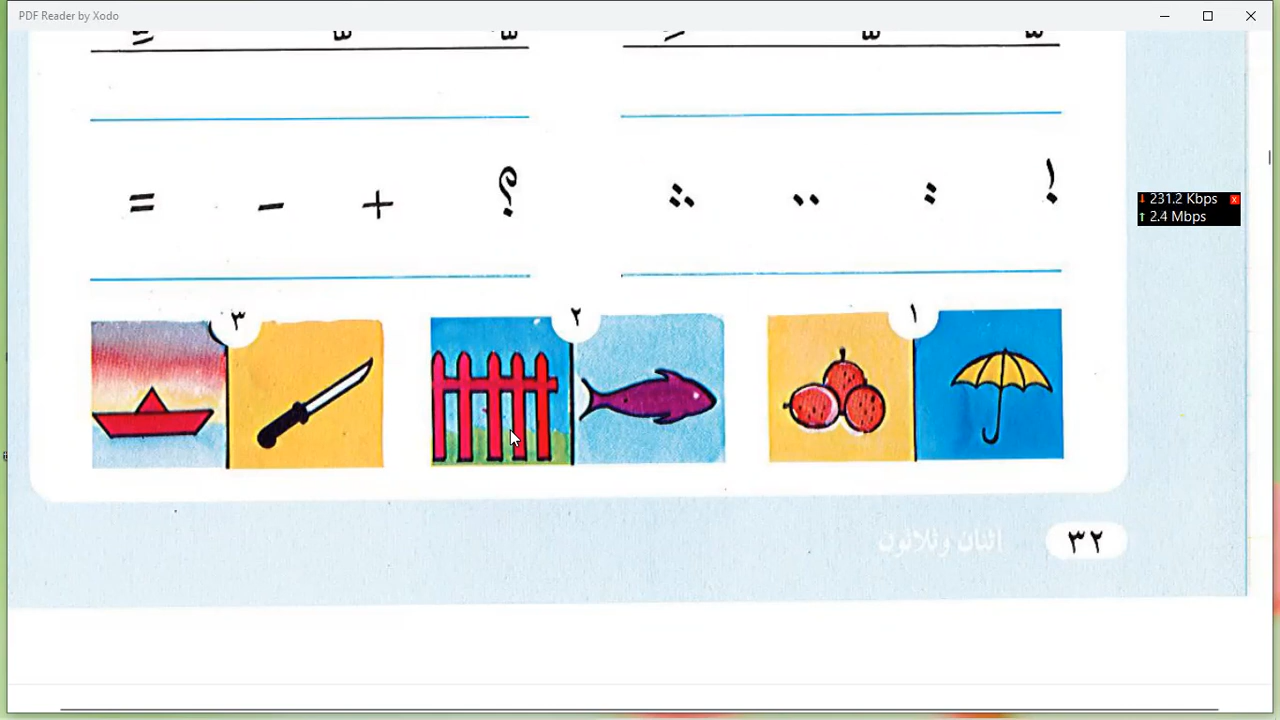 PDF Reader by Xodo
231.2 Kbps x
2.4 Mbps
! : .. ؟ + - =
١ ٢ ٣
٣٢ اثنان وثلاثون